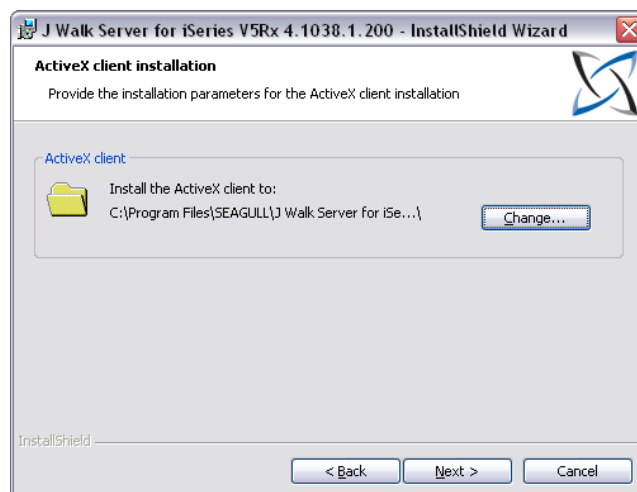 J Walk Server for iSeries V5Rx 4.1038.1.200 - InstallShield Wizard
ActiveX client installation
Provide the installation parameters for the ActiveX client installation
ActiveX client
Install the ActiveX client to:
C:\Program Files\SEAGULL\J Walk Server for iSe...\
Change...
InstallShield
< Back
Next >
Cancel